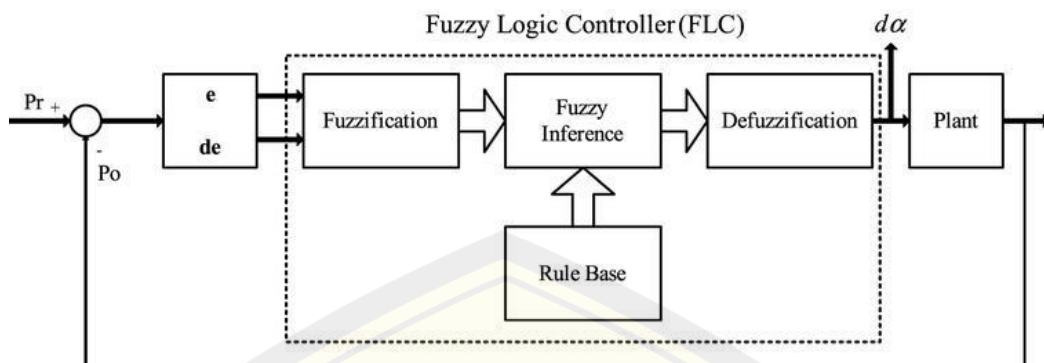 Fuzzy Logic Controller (FLC)
dα
Pr +
-
Po
e
de
Fuzzification
Fuzzy
Inference
Defuzzification
Plant
Rule Base